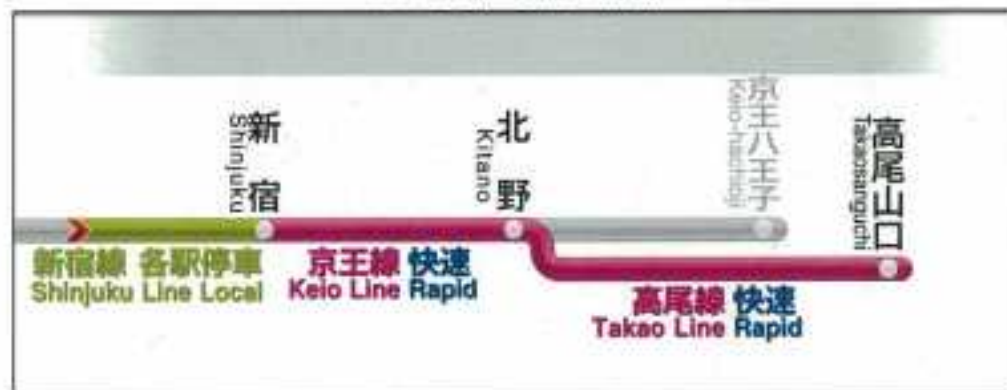 新宿
Shinjuku
北野
Kitano
京王八王子
Keio-hachioji
高尾山口
Takaosanguchi
新宿線 各駅停車
Shinjuku Line Local
京王線 快速
Keio Line Rapid
高尾線 快速
Takao Line Rapid